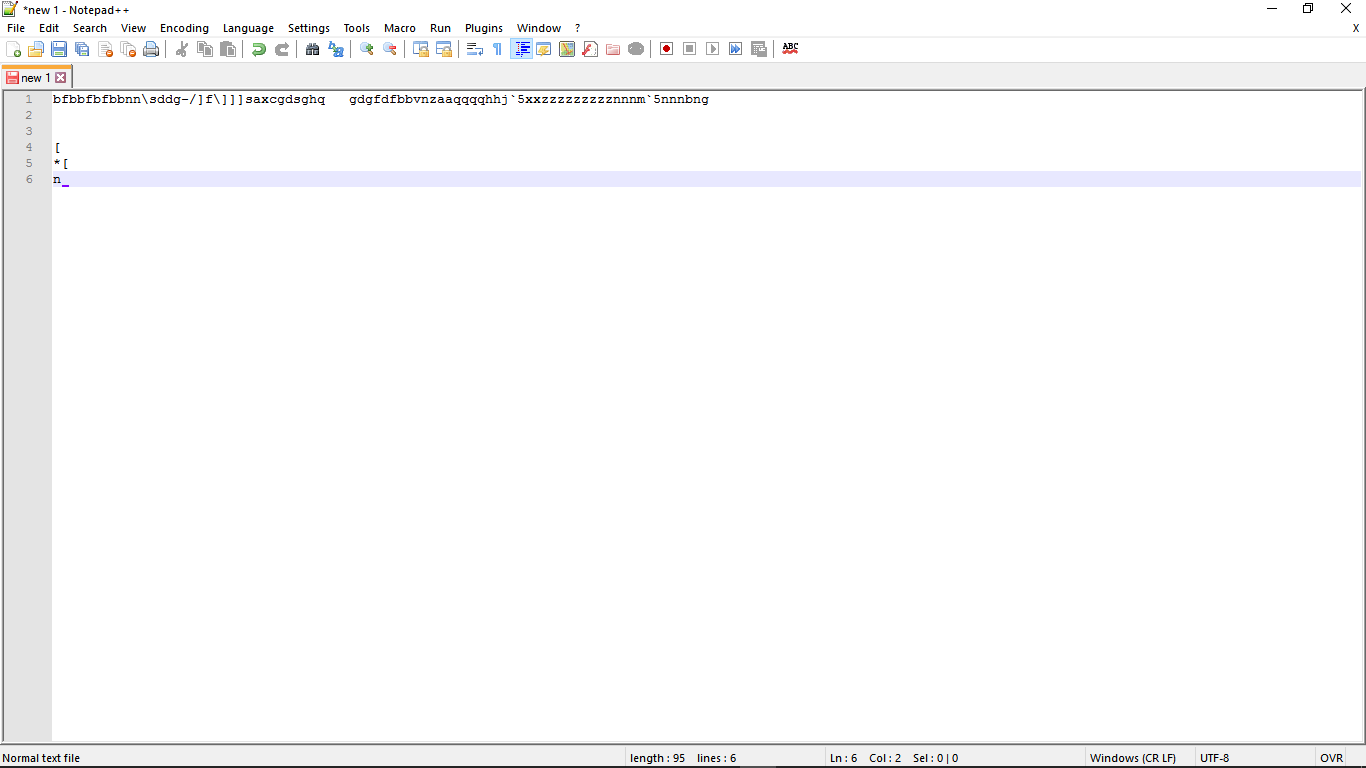 *new 1 - Notepad++
File Edit Search View Encoding Language Settings Tools Macro Run Plugins Window ? X
ABC
new 1
1 bfbbfbfbbnn\sddg-/]f\]]]saxcgdsghq   gdgfdfbbvnzaaqqqqhhj`5xxzzzzzzzzznnnm`5nnnbng
2
3
4 [
5 *[
6 n
Normal text file length : 95 lines : 6 Ln : 6 Col : 2 Sel : 0 | 0 Windows (CR LF) UTF-8 OVR